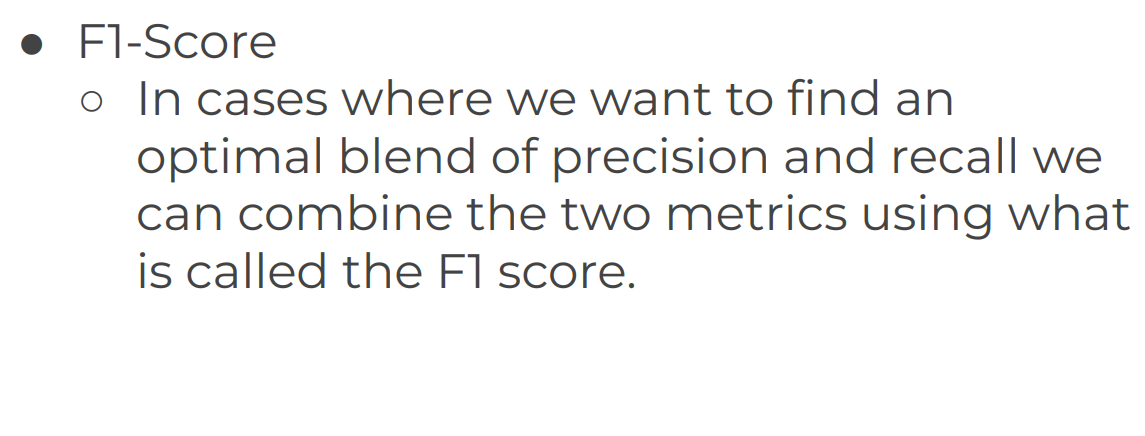 ● F1-Score
○ In cases where we want to find an
optimal blend of precision and recall we
can combine the two metrics using what
is called the F1 score.